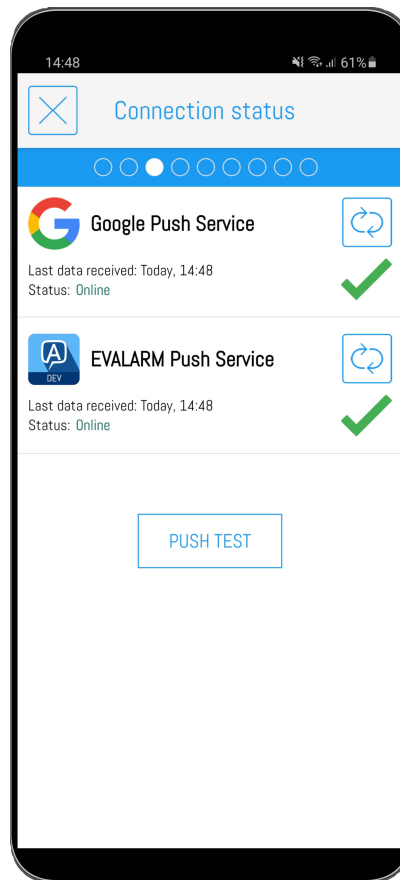 14:48
61%
Connection status
Google Push Service
Last data received: Today, 14:48
Status: Online
A
DEV
EVALARM Push Service
Last data received: Today, 14:48
Status: Online
PUSH TEST